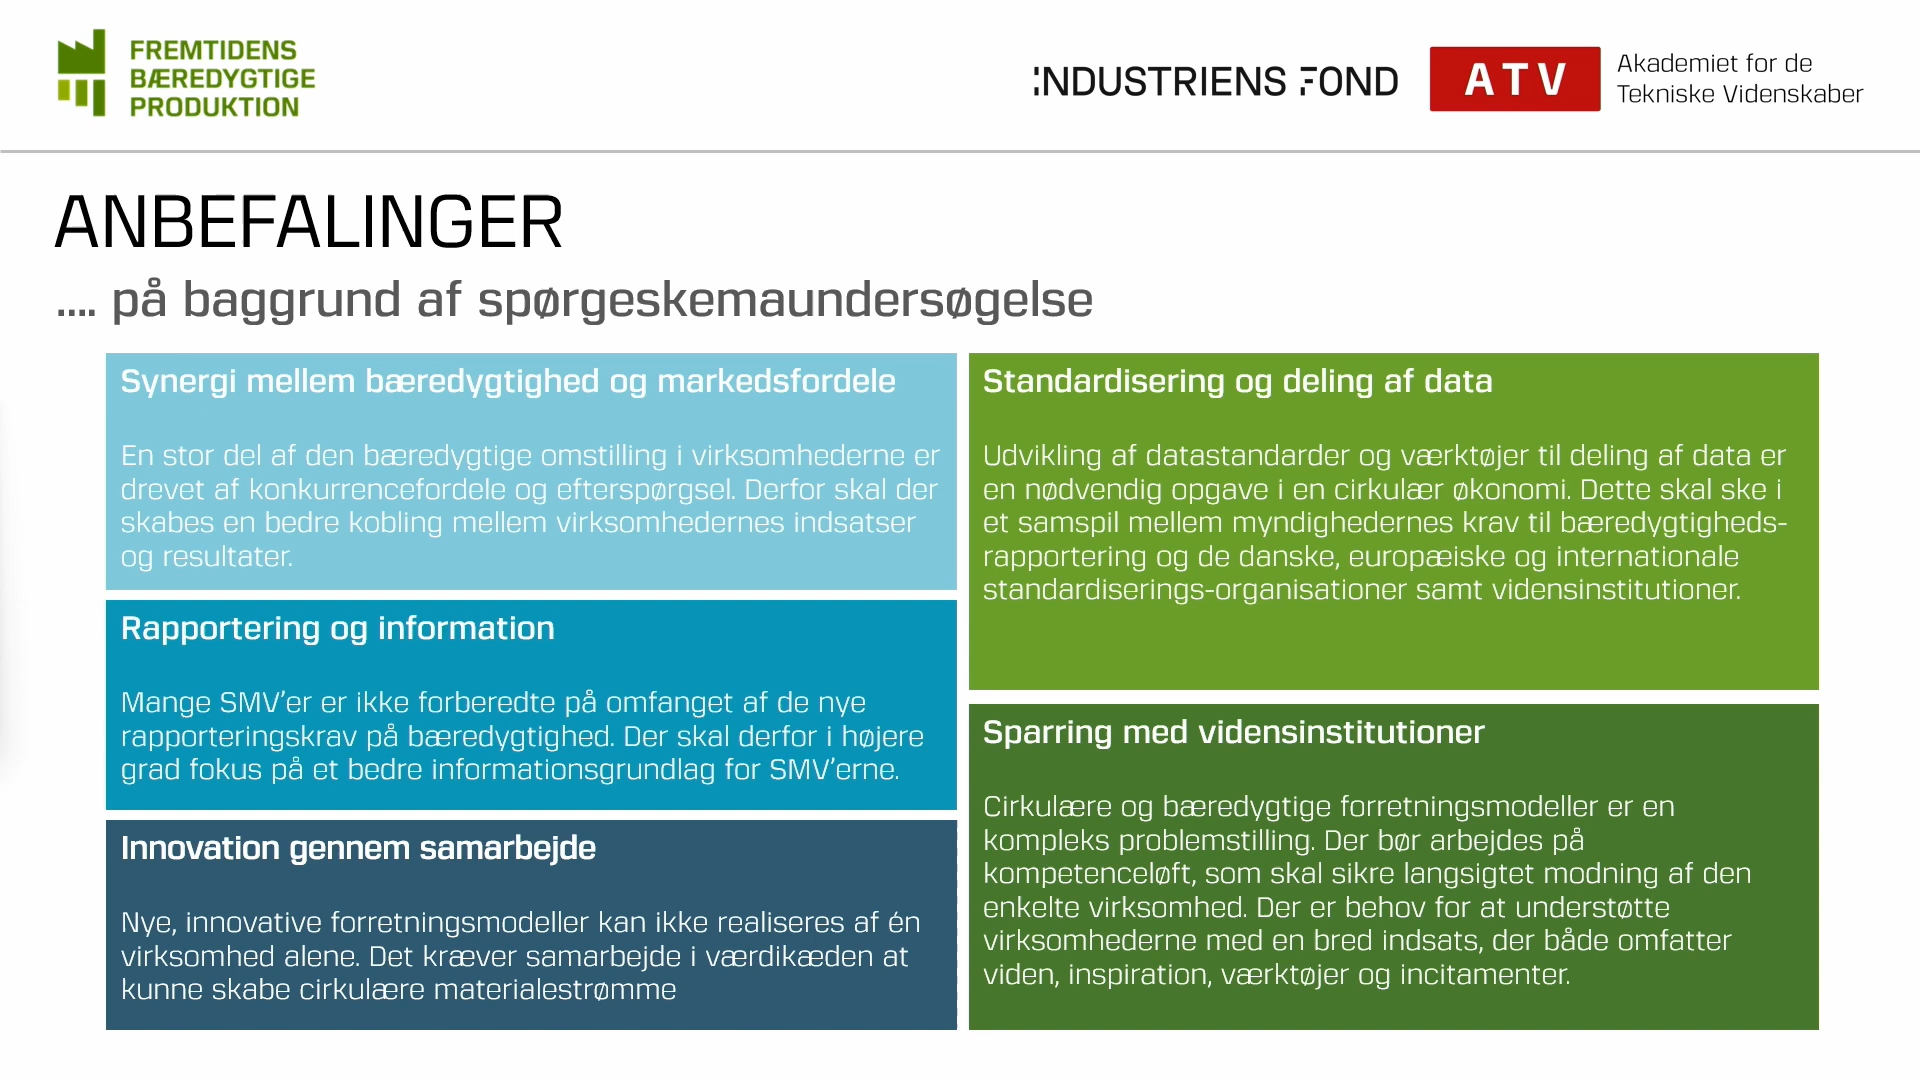 FREMTIDENS
BÆREDYGTIGE
PRODUKTION
INDUSTRIENS FOND
ATV
Akademiet for de
Tekniske Videnskaber
ANBEFALINGER
.... på baggrund af spørgeskemaundersøgelse
Synergi mellem bæredygtighed og markedsfordele
En stor del af den bæredygtige omstilling i virksomhederne er
drevet af konkurrencefordele og efterspørgsel. Derfor skal der
skabes en bedre kobling mellem virksomhedernes indsatser
og resultater.
Rapportering og information
Mange SMV'er er ikke forberedte på omfanget af de nye
rapporteringskrav på bæredygtighed. Der skal derfor i højere
grad fokus på et bedre informationsgrundlag for SMV'erne.
Innovation gennem samarbejde
Nye, innovative forretningsmodeller kan ikke realiseres af én
virksomhed alene. Det kræver samarbejde i værdikæden at
kunne skabe cirkulære materialestrømme
Standardisering og deling af data
Udvikling af datastandarder og værktøjer til deling af data er
en nødvendig opgave i en cirkulær økonomi. Dette skal ske i
et samspil mellem myndighedernes krav til bæredygtigheds-
rapportering og de danske, europæiske og internationale
standardiserings-organisationer samt vidensinstitutioner.
Sparring med vidensinstitutioner
Cirkulære og bæredygtige forretningsmodeller er en
kompleks problemstilling. Der bør arbejdes på
kompetenceløft, som skal sikre langsigtet modning af den
enkelte virksomhed. Der er behov for at understøtte
virksomhederne med en bred indsats, der både omfatter
viden, inspiration, værktøjer og incitamenter.